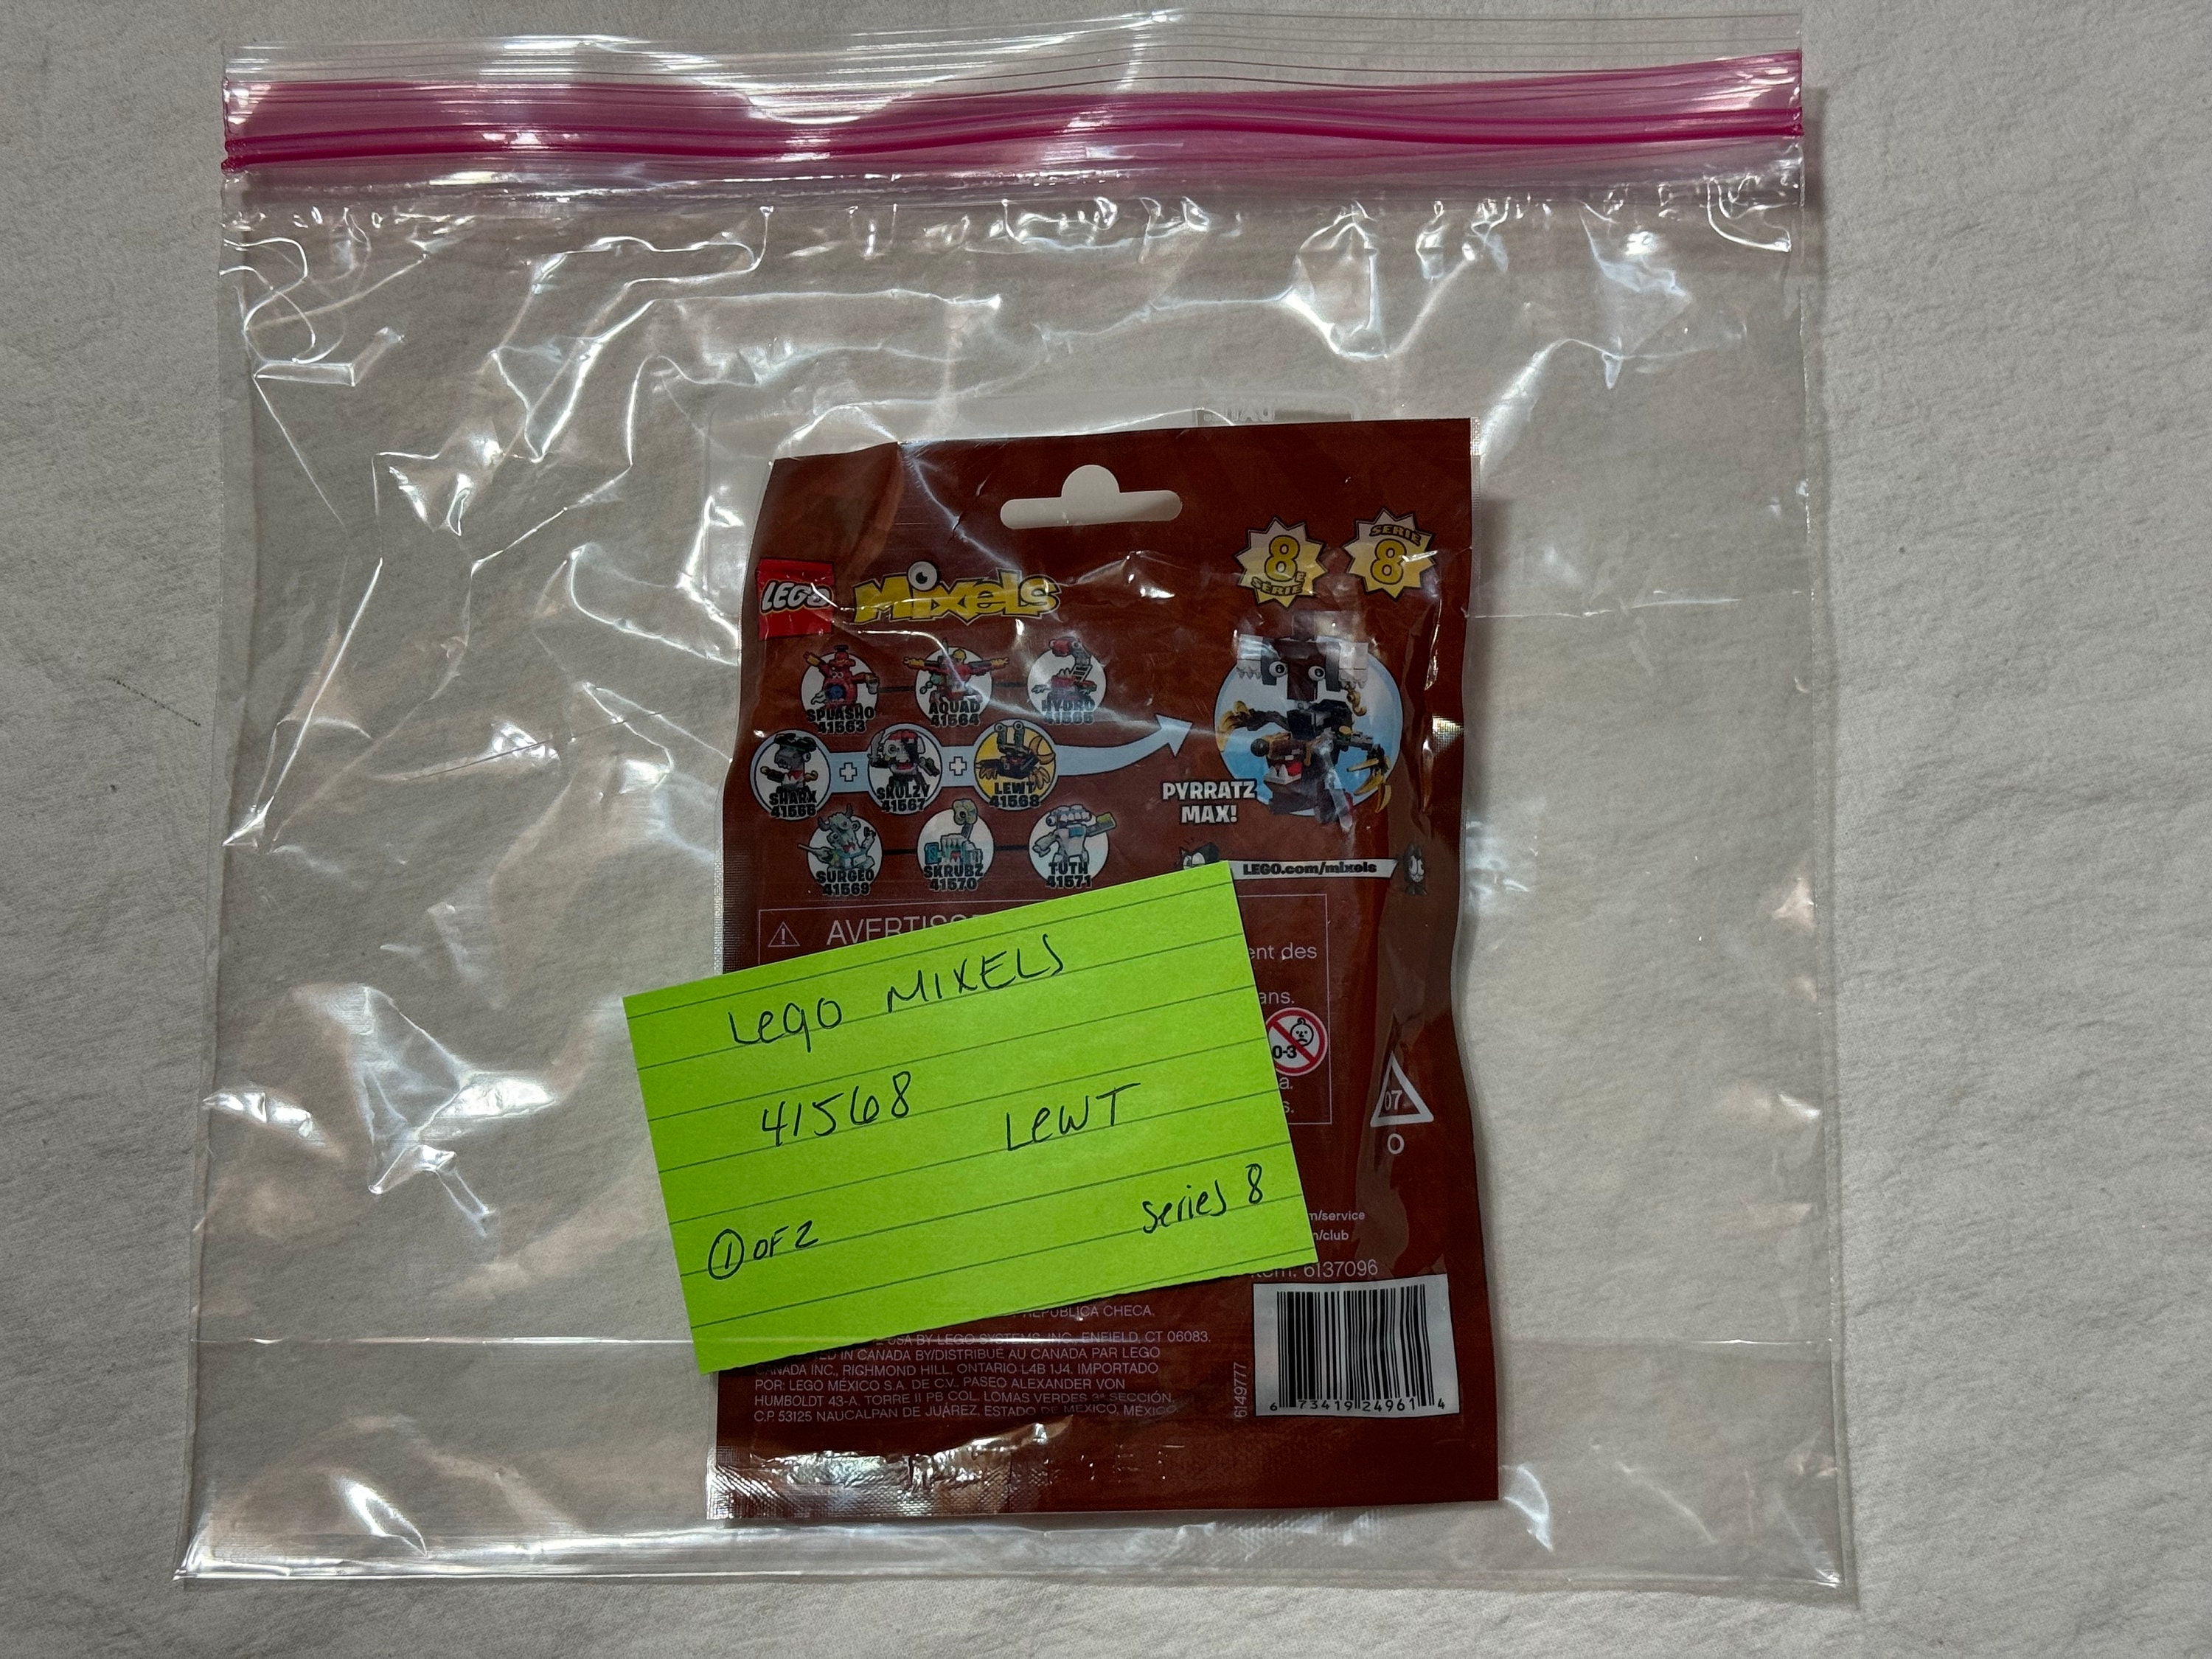 8
SERIE
SERIE
8
LEGO
Mixels
SPLASHO
41563
AQUAD
41564
HYDRO
41565
SHARX
41566
+
SKULZY
41567
+
LEWT
41568
PYRRATZ
MAX!
SURGEO
41569
SKRUBZ
41570
TUTH
41571
LEGO.com/mixels
ent des
ans.
0-3
a.
s.
07
O
Lego MIXELS
41568 LewT
① OF 2 Series 8
m/service
/club
6137096
REPÚBLICA CHECA.
USA BY LEGO SYSTEMS, INC., ENFIELD, CT 06083.
ED IN CANADA BY/DISTRIBUÉ AU CANADA PAR LEGO
CANADA INC., RICHMOND HILL, ONTARIO L4B 1J4. IMPORTADO
POR: LEGO MÉXICO S.A. DE C.V. PASEO ALEXANDER VON
HUMBOLDT 43-A, TORRE II PB COL. LOMAS VERDES 3ª SECCIÓN,
C.P. 53125 NAUCALPAN DE JUÁREZ, ESTADO DE MÉXICO, MÉXICO
6149777
6 73419 24961 4